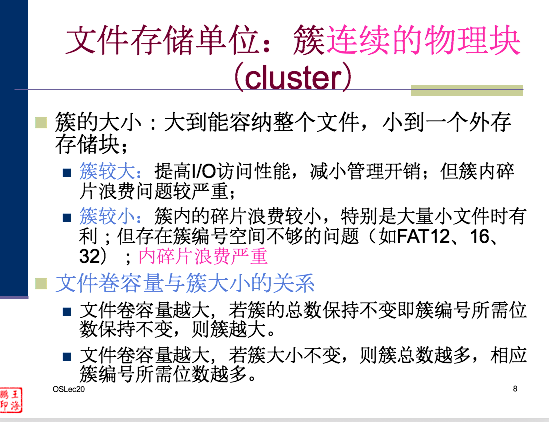 文件存储单位：簇连续的物理块
（cluster）
簇的大小：大到能容纳整个文件，小到一个外存
存储块；
簇较大：提高I/O访问性能，减小管理开销；但簇内碎
片浪费问题较严重；
簇较小：簇内的碎片浪费较小，特别是大量小文件时有
利；但存在簇编号空间不够的问题（如FAT12、16、
32）；内碎片浪费严重
文件卷容量与簇大小的关系
文件卷容量越大，若簇的总数保持不变即簇编号所需位
数保持不变，则簇越大。
文件卷容量越大，若簇大小不变，则簇总数越多，相应
簇编号所需位数越多。
OSLec20
8